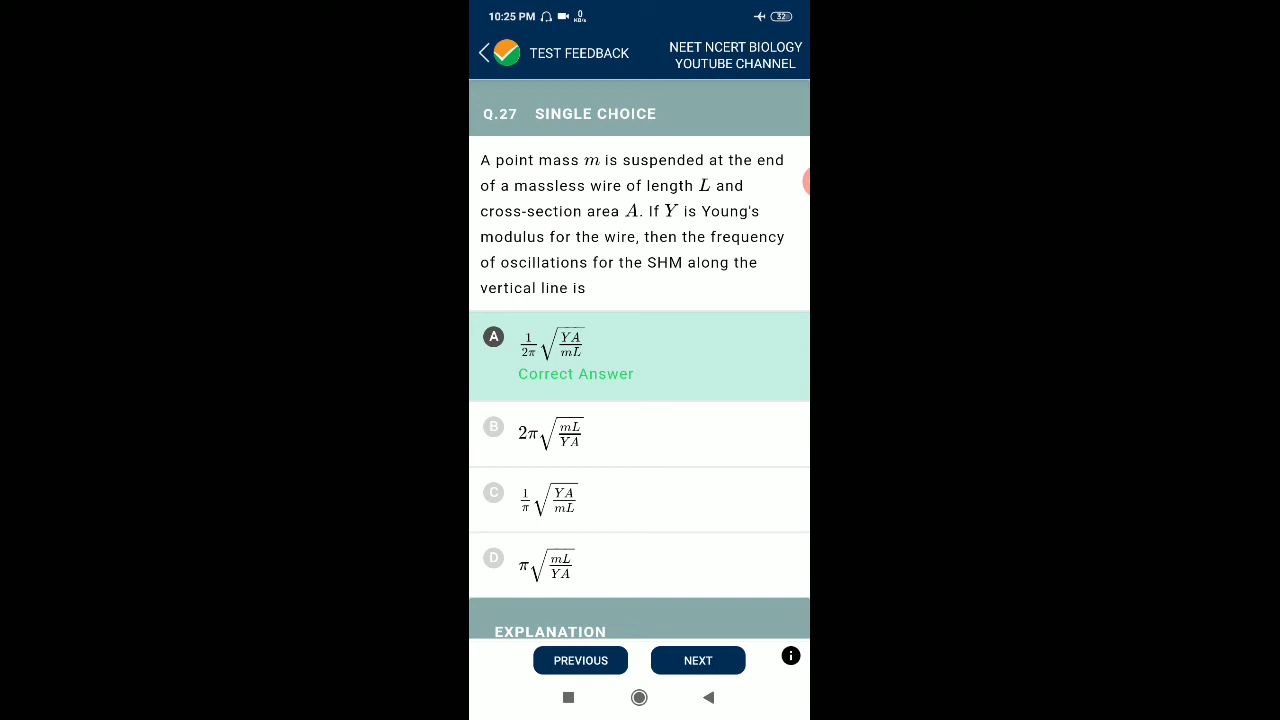 10:25 PM 0 KB/s 32
TEST FEEDBACK
NEET NCERT BIOLOGY
YOUTUBE CHANNEL
Q.27 SINGLE CHOICE
A point mass m is suspended at the end
of a massless wire of length L and
cross-section area A. If Y is Young's
modulus for the wire, then the frequency
of oscillations for the SHM along the
vertical line is
A 1/2π √(YA/mL)
Correct Answer
B 2π √(mL/YA)
C 1/π √(YA/mL)
D π √(mL/YA)
EXPLANATION
PREVIOUS NEXT i